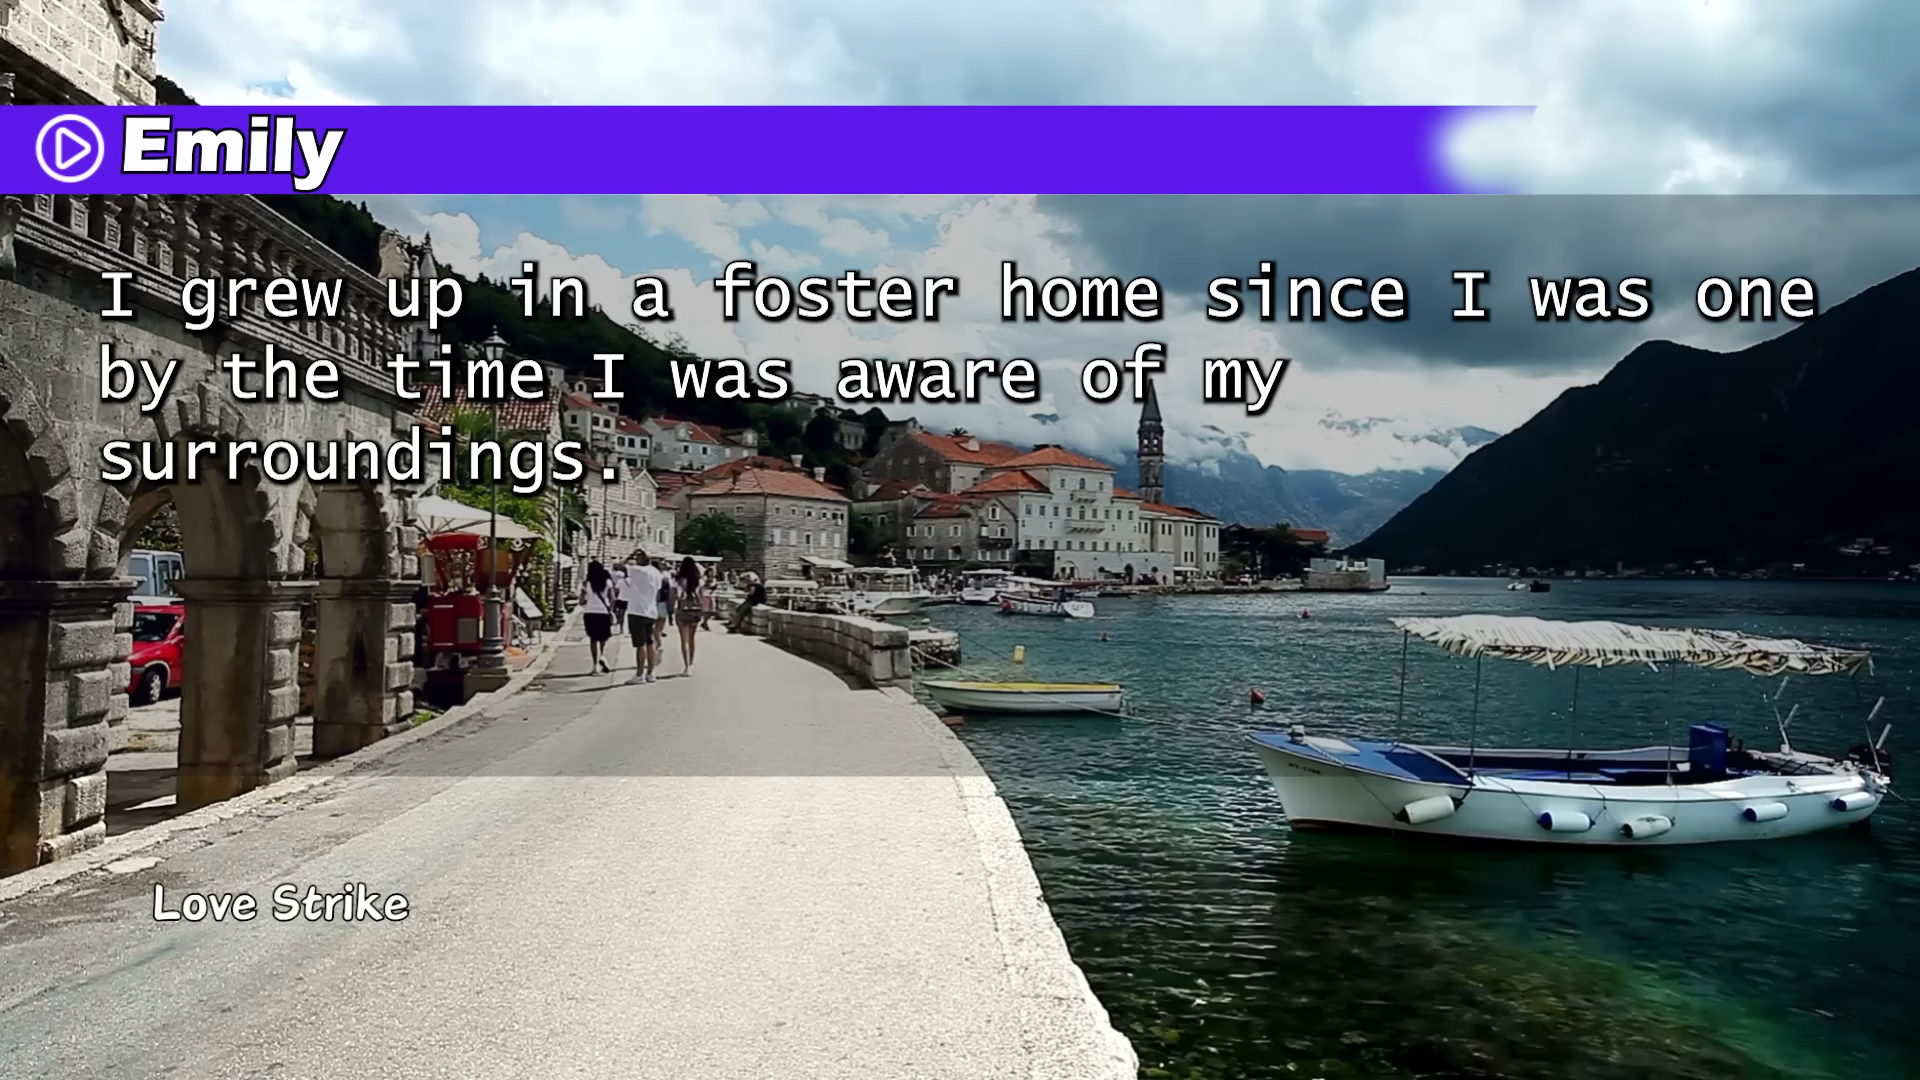 Emily
I grew up in a foster home since I was one
by the time I was aware of my
surroundings.
Love Strike